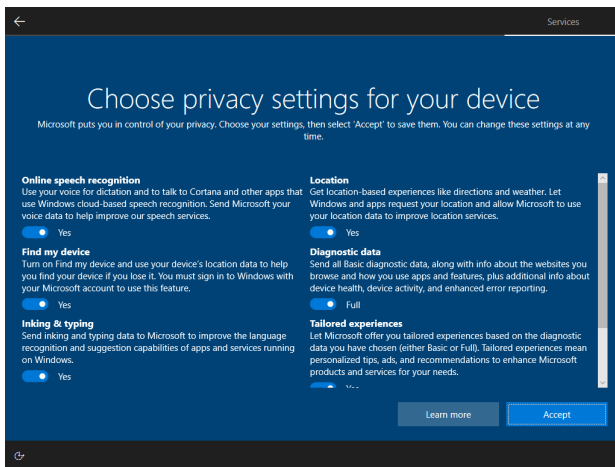 Services
Choose privacy settings for your device
Microsoft puts you in control of your privacy. Choose your settings, then select 'Accept' to save them. You can change these settings at any
time.
Online speech recognition
Use your voice for dictation and to talk to Cortana and other apps that
use Windows cloud-based speech recognition. Send Microsoft your
voice data to help improve our speech services.
Yes
Find my device
Turn on Find my device and use your device's location data to help
you find your device if you lose it. You must sign in to Windows with
your Microsoft account to use this feature.
Yes
Inking & typing
Send inking and typing data to Microsoft to improve the language
recognition and suggestion capabilities of apps and services running
on Windows.
Yes
Location
Get location-based experiences like directions and weather. Let
Windows and apps request your location and allow Microsoft to use
your location data to improve location services.
Yes
Diagnostic data
Send all Basic diagnostic data, along with info about the websites you
browse and how you use apps and features, plus additional info about
device health, device activity, and enhanced error reporting.
Full
Tailored experiences
Let Microsoft offer you tailored experiences based on the diagnostic
data you have chosen (either Basic or Full). Tailored experiences mean
personalized tips, ads, and recommendations to enhance Microsoft
products and services for your needs.
Yes
Learn more
Accept